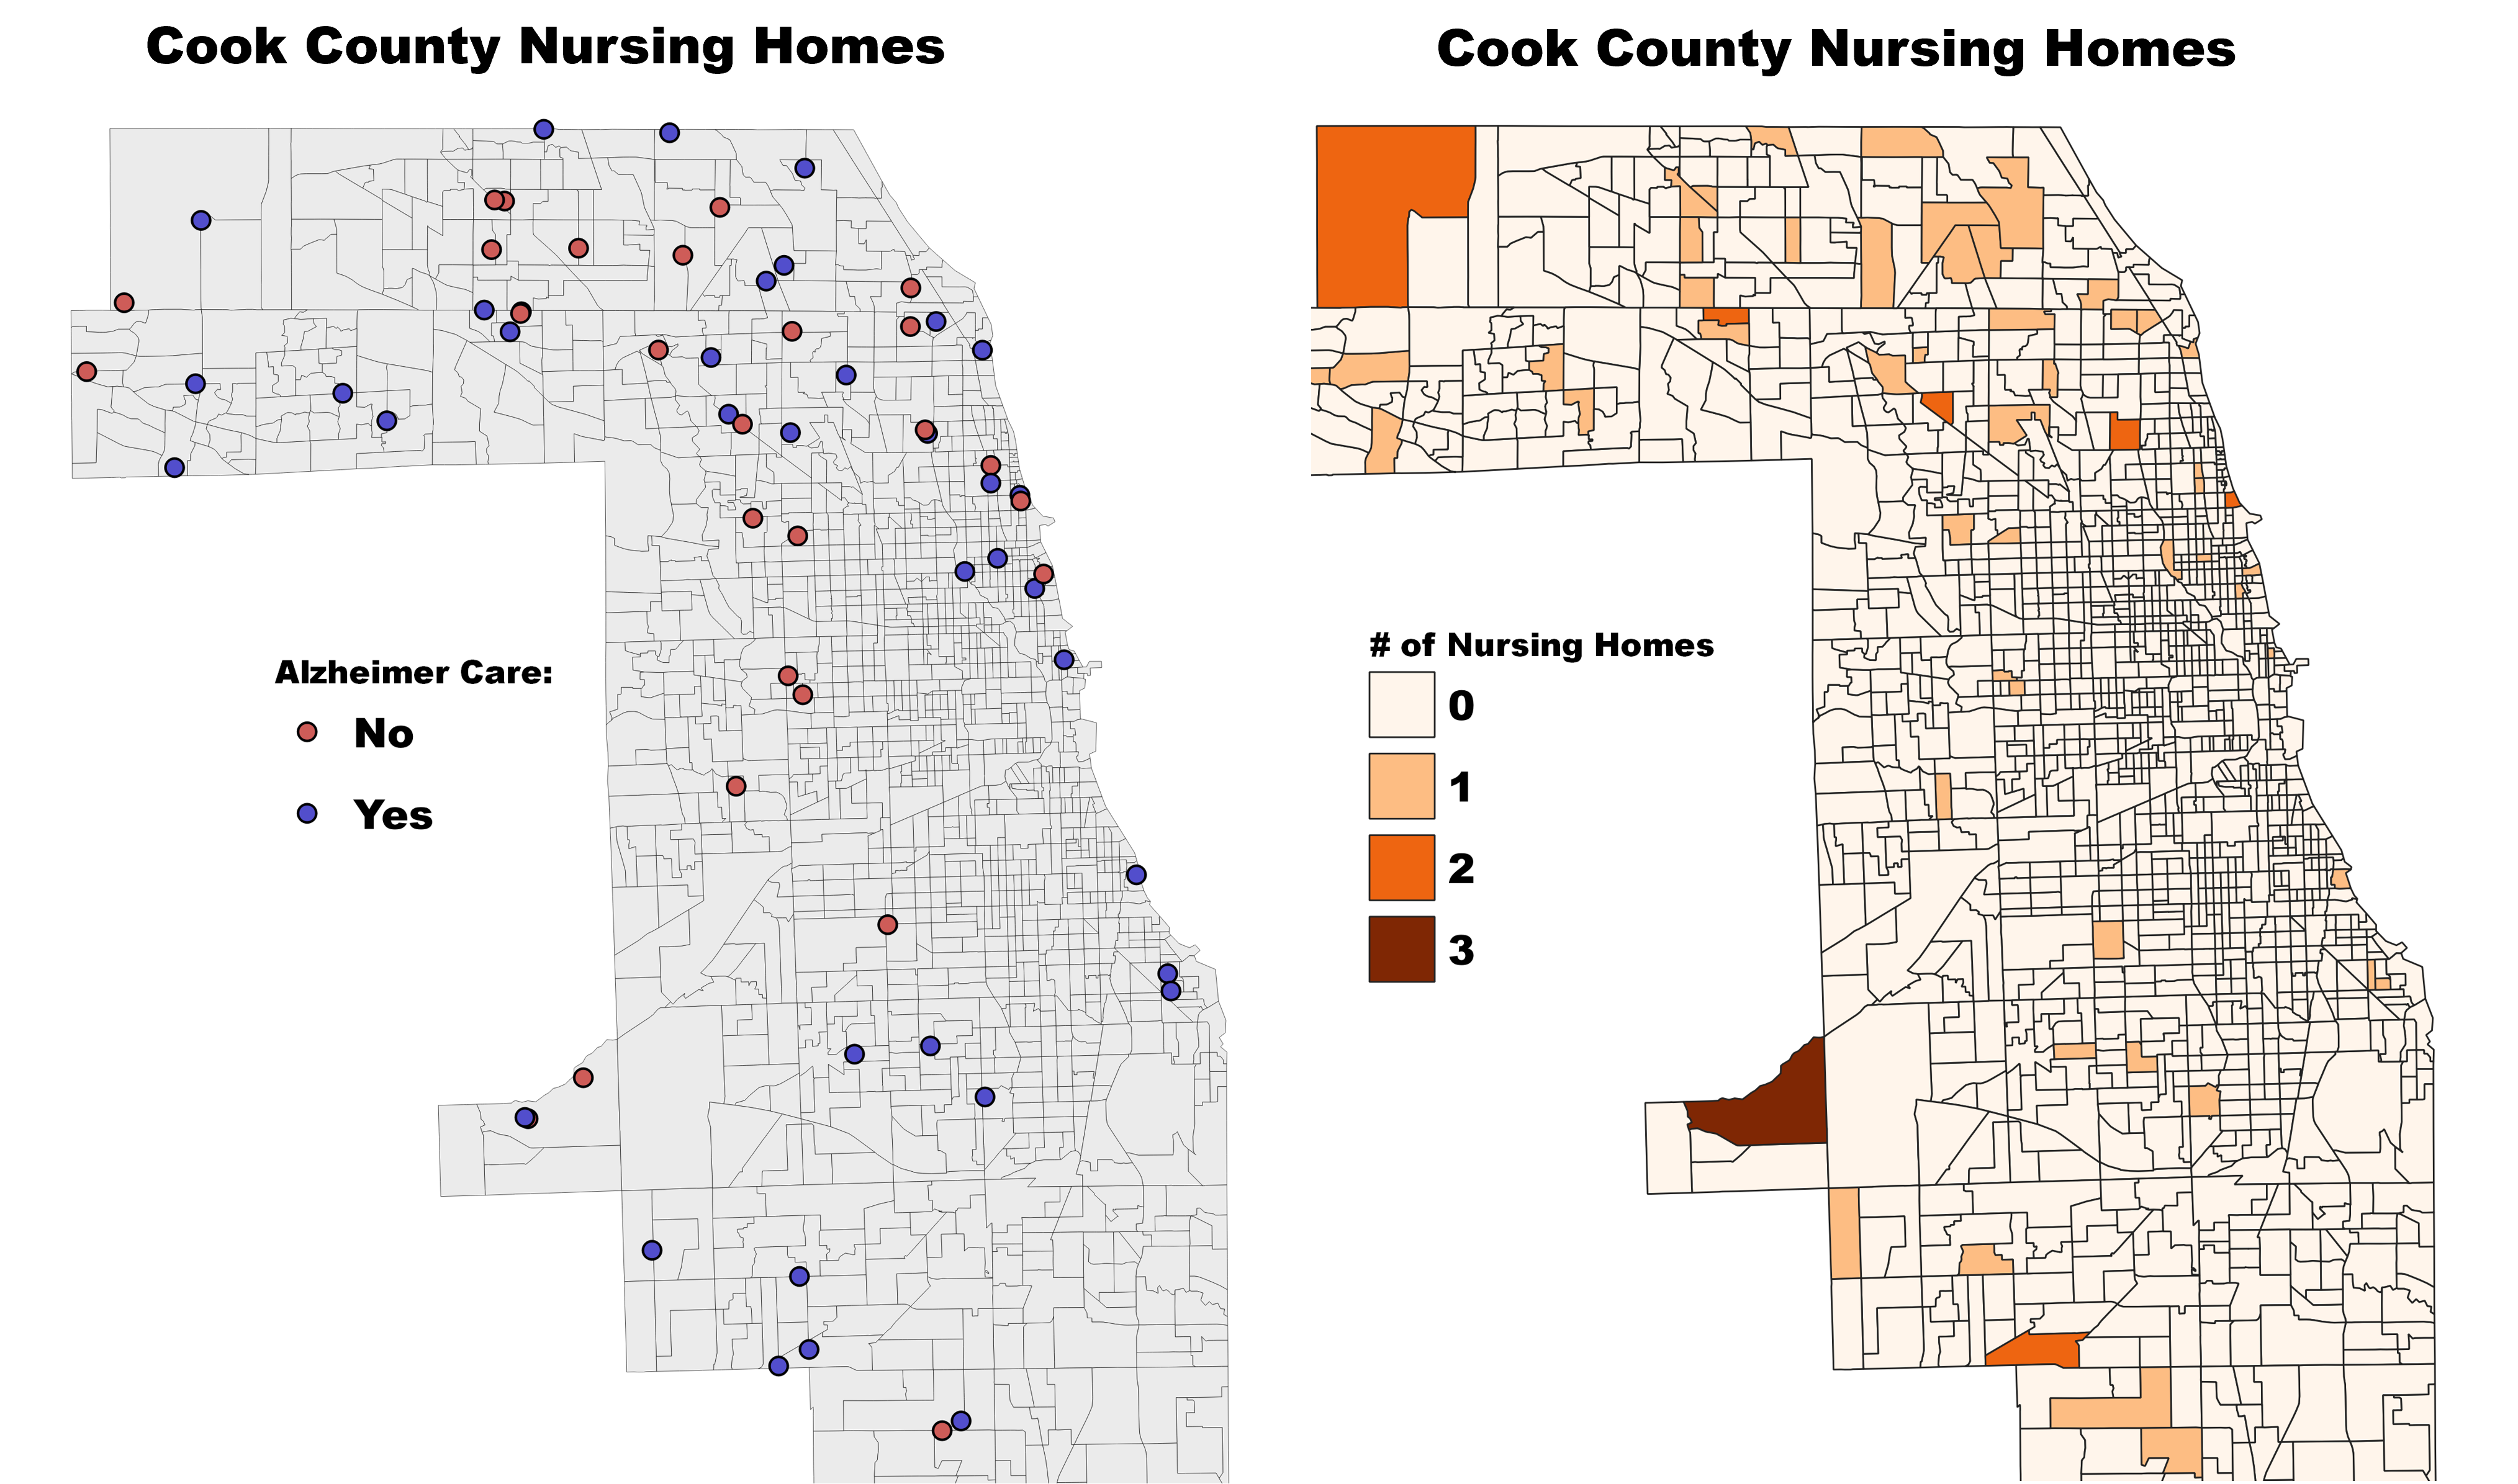 Cook County Nursing Homes
Alzheimer Care:
No
Yes
Cook County Nursing Homes
# of Nursing Homes
0
1
2
3